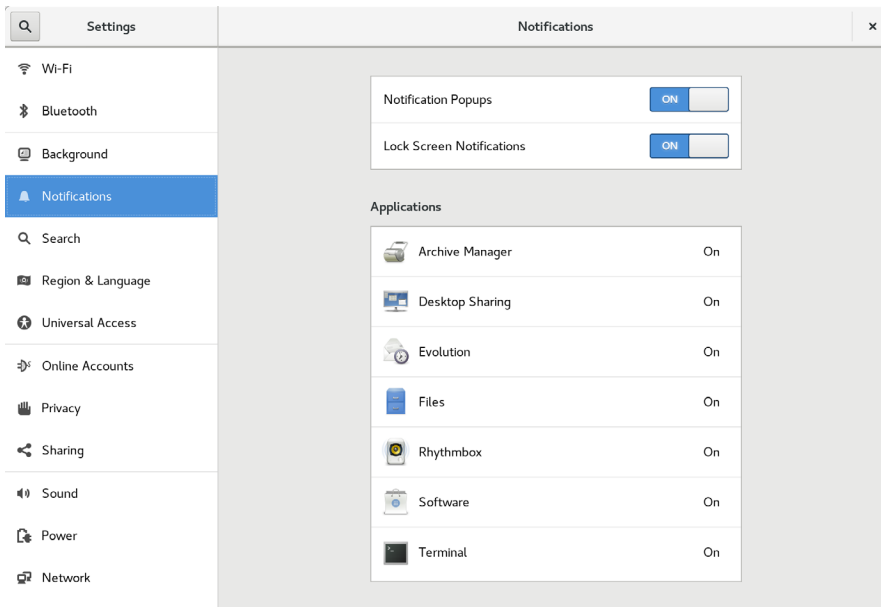 Settings
Notifications
Wi-Fi
Bluetooth
Background
Notifications
Search
Region & Language
Universal Access
Online Accounts
Privacy
Sharing
Sound
Power
Network
Notification Popups ON
Lock Screen Notifications ON
Applications
Archive Manager On
Desktop Sharing On
Evolution On
Files On
Rhythmbox On
Software On
Terminal On